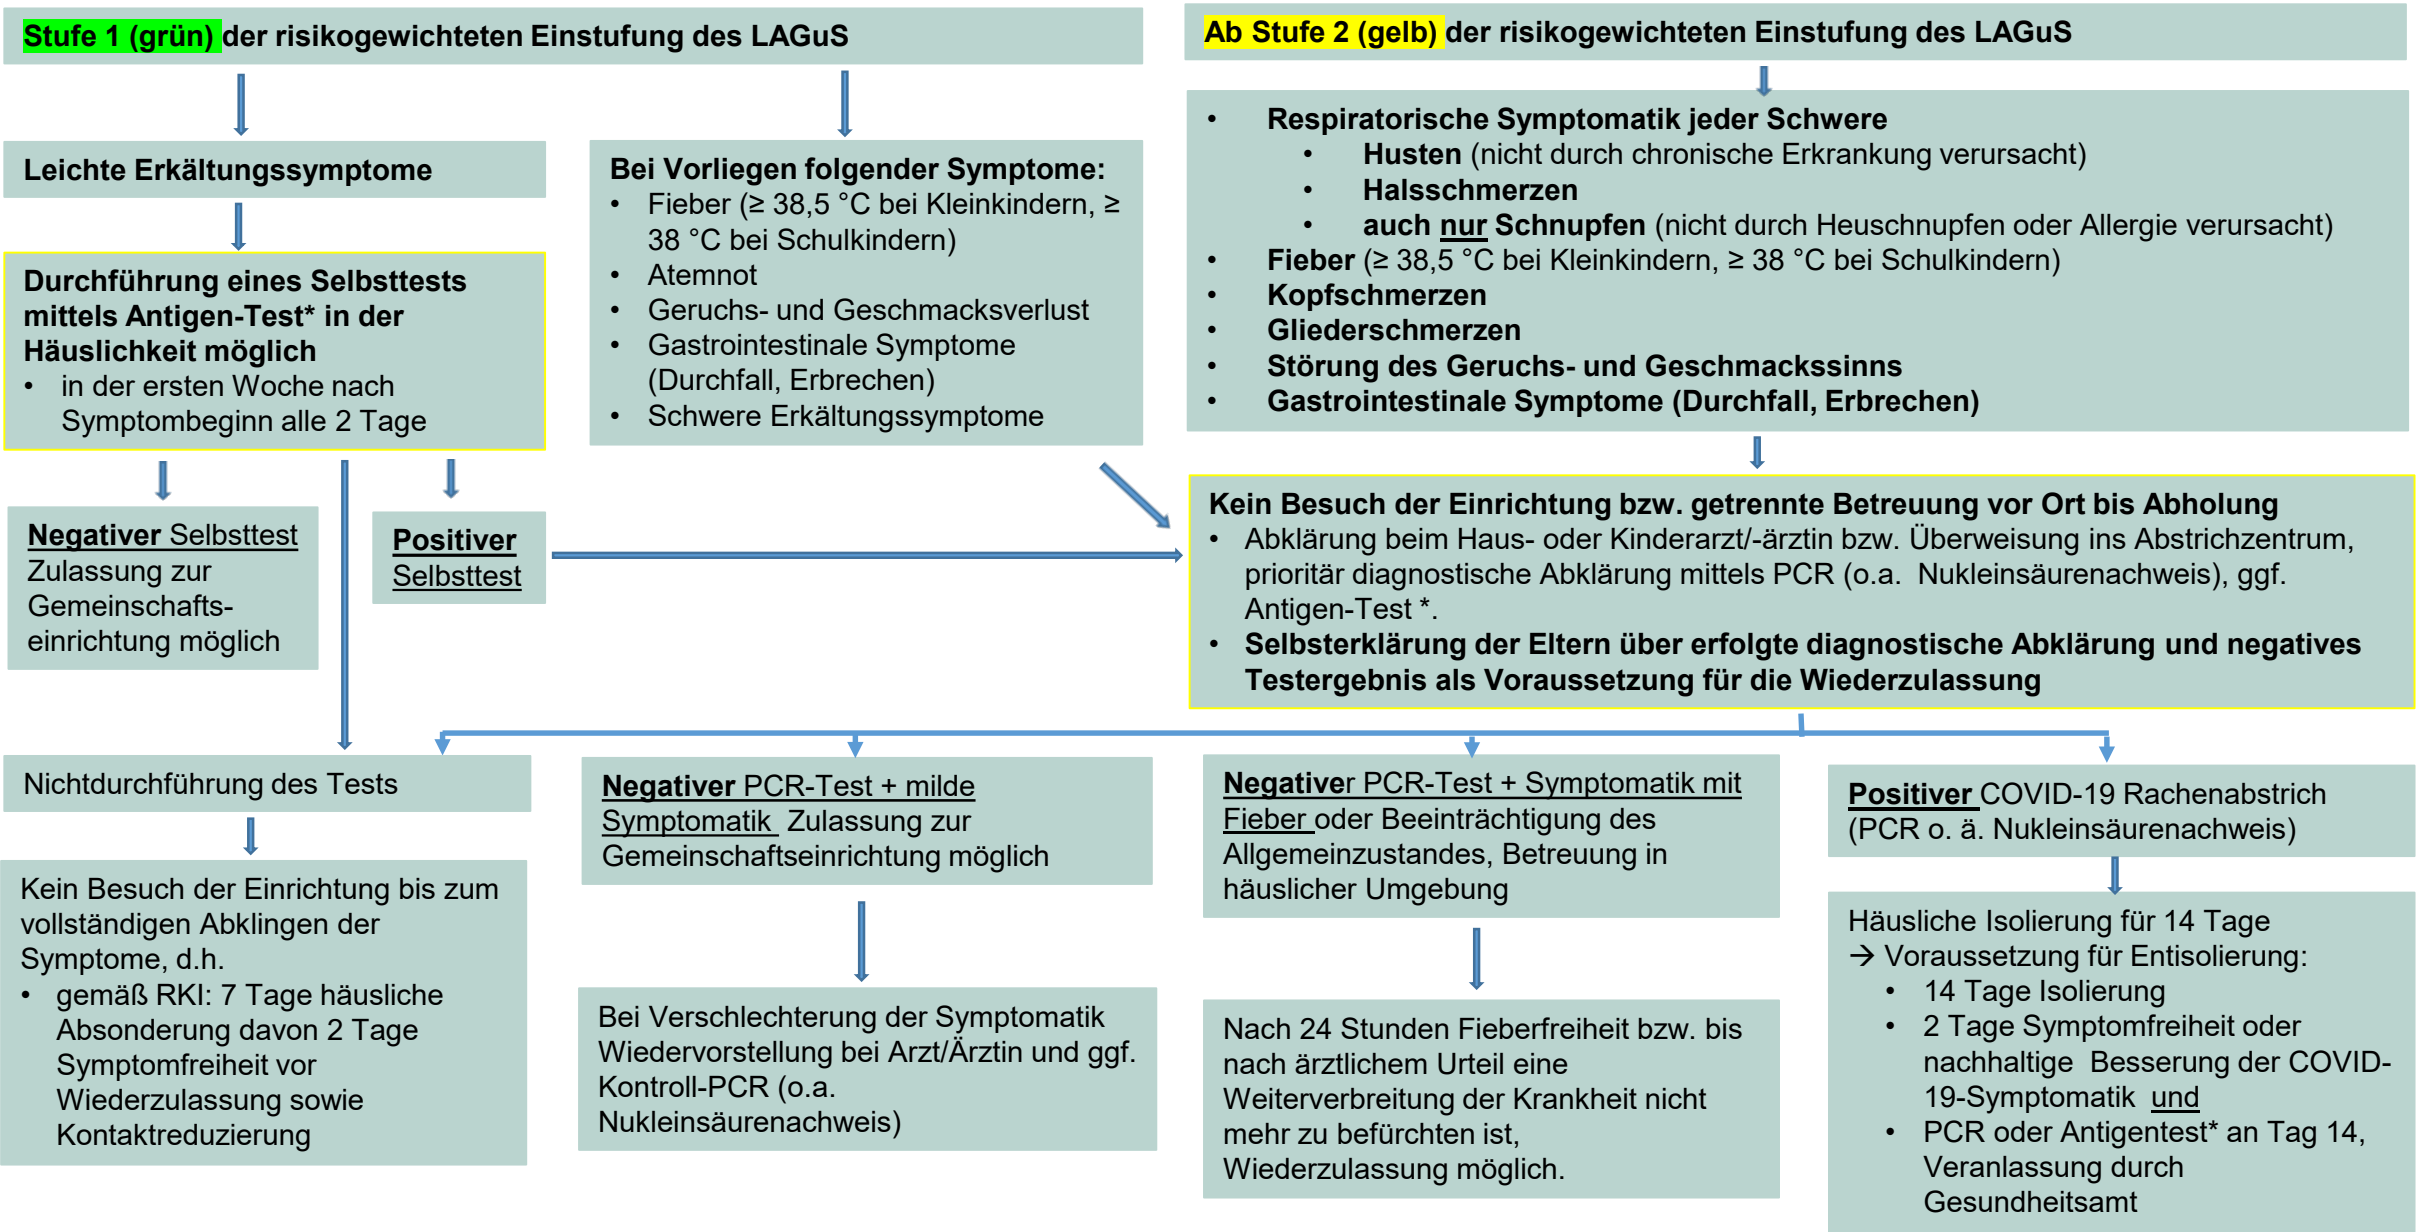 Stufe 1 (grün) der risikogewichteten Einstufung des LAGuS
Ab Stufe 2 (gelb) der risikogewichteten Einstufung des LAGuS
Leichte Erkältungssymptome
Durchführung eines Selbsttests
mittels Antigen-Test* in der
Häuslichkeit möglich
• in der ersten Woche nach
Symptombeginn alle 2 Tage
Bei Vorliegen folgender Symptome:
• Fieber (≥ 38,5 °C bei Kleinkindern, ≥
38 °C bei Schulkindern)
• Atemnot
• Geruchs- und Geschmacksverlust
• Gastrointestinale Symptome
(Durchfall, Erbrechen)
• Schwere Erkältungssymptome
• Respiratorische Symptomatik jeder Schwere
• Husten (nicht durch chronische Erkrankung verursacht)
• Halsschmerzen
• auch nur Schnupfen (nicht durch Heuschnupfen oder Allergie verursacht)
• Fieber (≥ 38,5 °C bei Kleinkindern, ≥ 38 °C bei Schulkindern)
• Kopfschmerzen
• Gliederschmerzen
• Störung des Geruchs- und Geschmackssinns
• Gastrointestinale Symptome (Durchfall, Erbrechen)
Negativer Selbsttest
Zulassung zur
Gemeinschafts-
einrichtung möglich
Positiver
Selbsttest
Kein Besuch der Einrichtung bzw. getrennte Betreuung vor Ort bis Abholung
• Abklärung beim Haus- oder Kinderarzt/-ärztin bzw. Überweisung ins Abstrichzentrum,
prioritär diagnostische Abklärung mittels PCR (o.a. Nukleinsäurenachweis), ggf.
Antigen-Test *.
• Selbsterklärung der Eltern über erfolgte diagnostische Abklärung und negatives
Testergebnis als Voraussetzung für die Wiederzulassung
Nichtdurchführung des Tests
Kein Besuch der Einrichtung bis zum
vollständigen Abklingen der
Symptome, d.h.
• gemäß RKI: 7 Tage häusliche
Absonderung davon 2 Tage
Symptomfreiheit vor
Wiederzulassung sowie
Kontaktreduzierung
Negativer PCR-Test + milde
Symptomatik Zulassung zur
Gemeinschaftseinrichtung möglich
Bei Verschlechterung der Symptomatik
Wiedervorstellung bei Arzt/Ärztin und ggf.
Kontroll-PCR (o.a.
Nukleinsäurenachweis)
Negativer PCR-Test + Symptomatik mit
Fieber oder Beeinträchtigung des
Allgemeinzustandes, Betreuung in
häuslicher Umgebung
Nach 24 Stunden Fieberfreiheit bzw. bis
nach ärztlichem Urteil eine
Weiterverbreitung der Krankheit nicht
mehr zu befürchten ist,
Wiederzulassung möglich.
Positiver COVID-19 Rachenabstrich
(PCR o. ä. Nukleinsäurenachweis)
Häusliche Isolierung für 14 Tage
→ Voraussetzung für Entisolierung:
• 14 Tage Isolierung
• 2 Tage Symptomfreiheit oder
nachhaltige Besserung der COVID-
19-Symptomatik und
• PCR oder Antigentest* an Tag 14,
Veranlassung durch
Gesundheitsamt